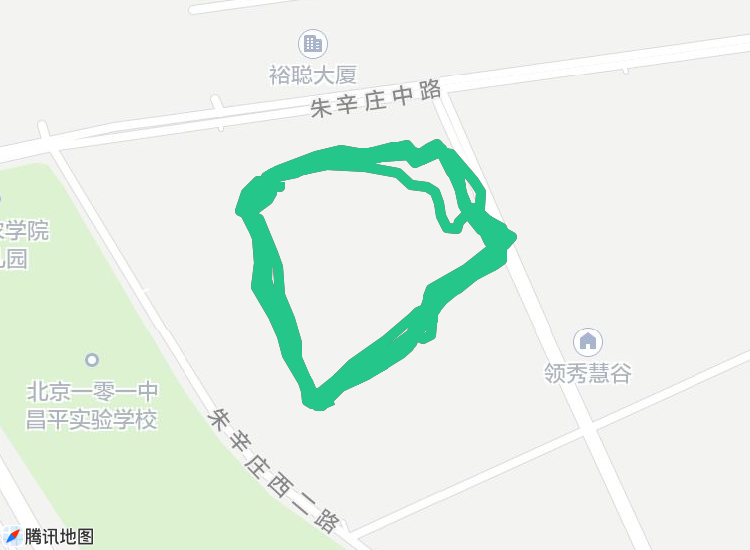 裕聪大厦
朱辛庄中路
农学院
儿园
领秀慧谷
北京一零一中
昌平实验学校
朱辛庄西二路
腾讯地图